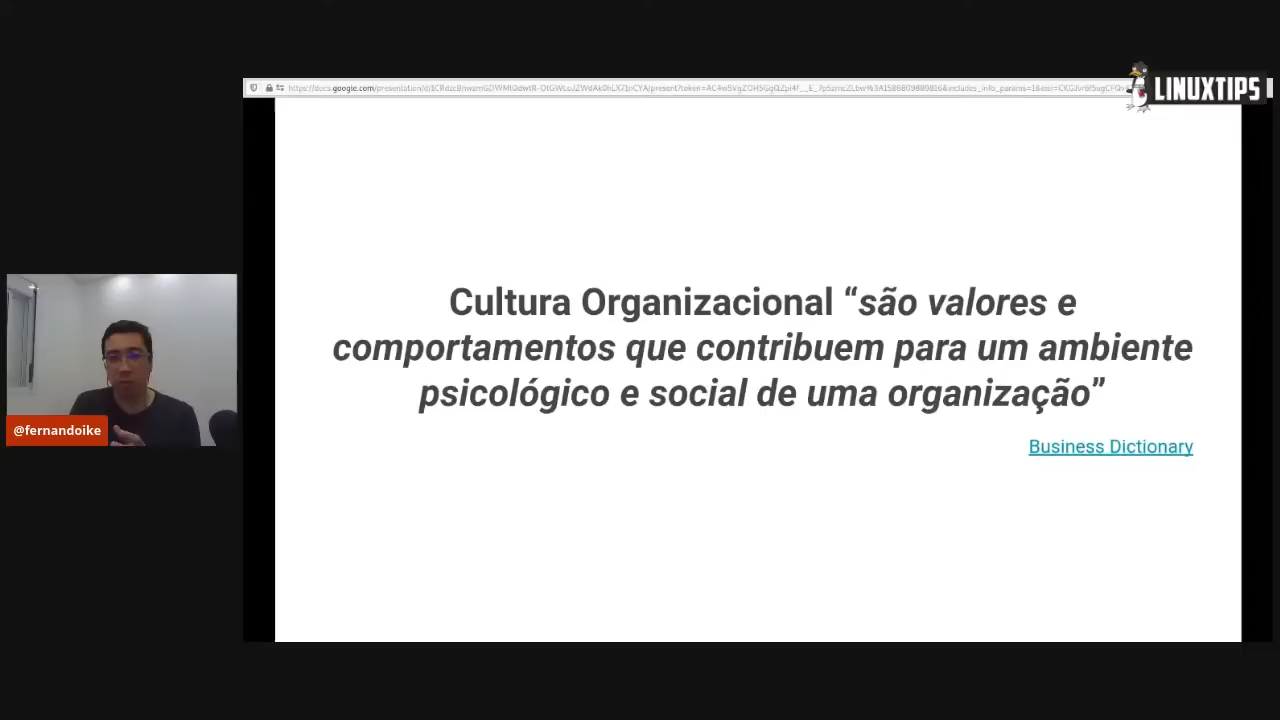 LINUXTIPS
Cultura Organizacional “são valores e
comportamentos que contribuem para um ambiente
psicológico e social de uma organização”
Business Dictionary
@fernandoike